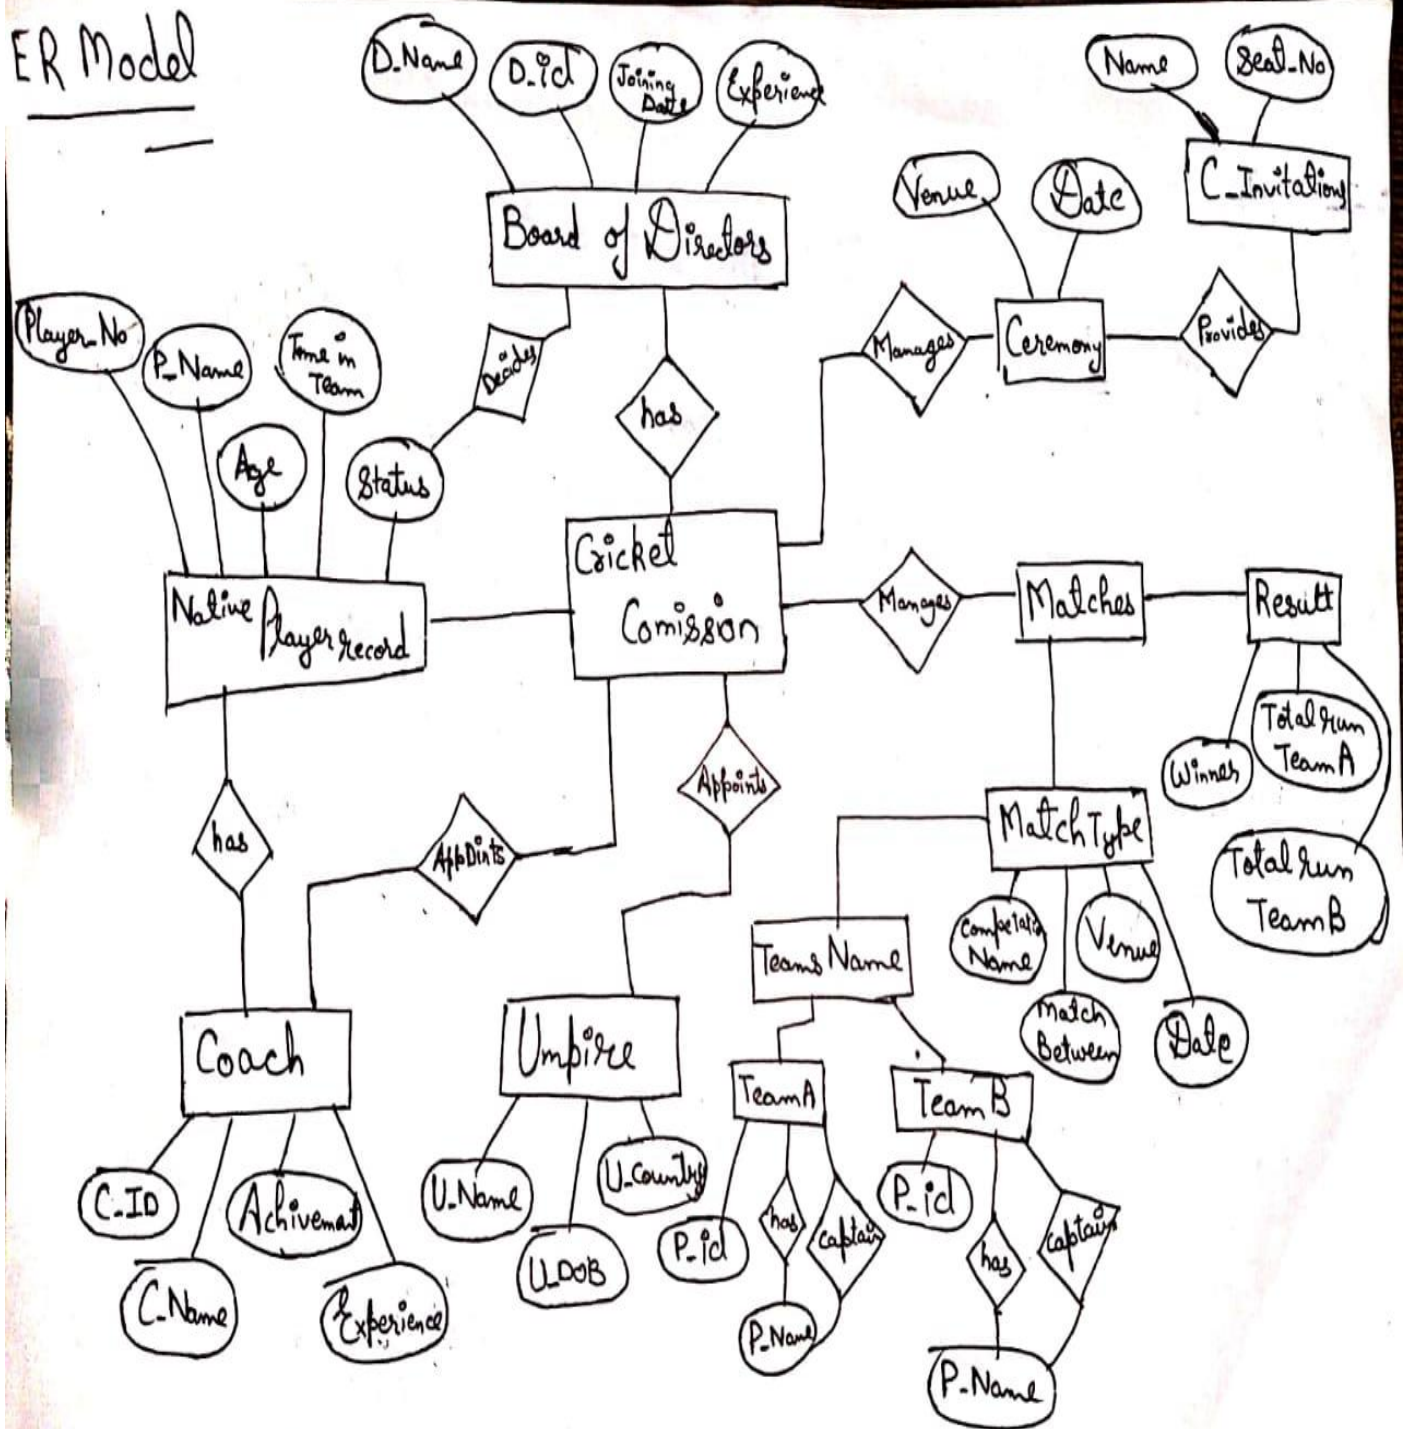 ER Model
D_Name
D_id
Joining
Date
Experience
Name
Seat_No
C_Invitations
Board of Directors
Venue
Date
Manages
Ceremony
Provides
Player_No
P_Name
Time in
Team
Age
Status
Decides
has
Cricket
Comission
Native
Player record
Manages
Matches
Result
Winner
Total run
Team A
Total run
Team B
has
Appoints
Appoints
Match Type
Name
Venue
Match
Between
Date
Teams Name
Coach
Umpire
Team A
Team B
C_ID
Achivement
C_Name
Experience
U_Name
U_DOB
U_Country
P_id
has
captain
P_Name
P_id
has
captain
P_Name